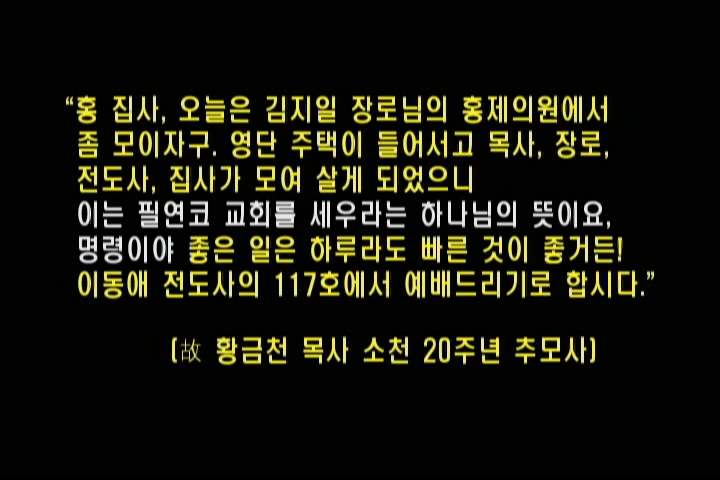 “홍 집사, 오늘은 김지일 장로님의 홍제의원에서
좀 모이자구. 영단 주택이 들어서고 목사, 장로,
전도사, 집사가 모여 살게 되었으니
이는 필연코 교회를 세우라는 하나님의 뜻이요,
명령이야 좋은 일은 하루라도 빠른 것이 좋거든!
이동애 전도사의 117호에서 예배드리기로 합시다.”
(故 황금천 목사 소천 20주년 추모사)